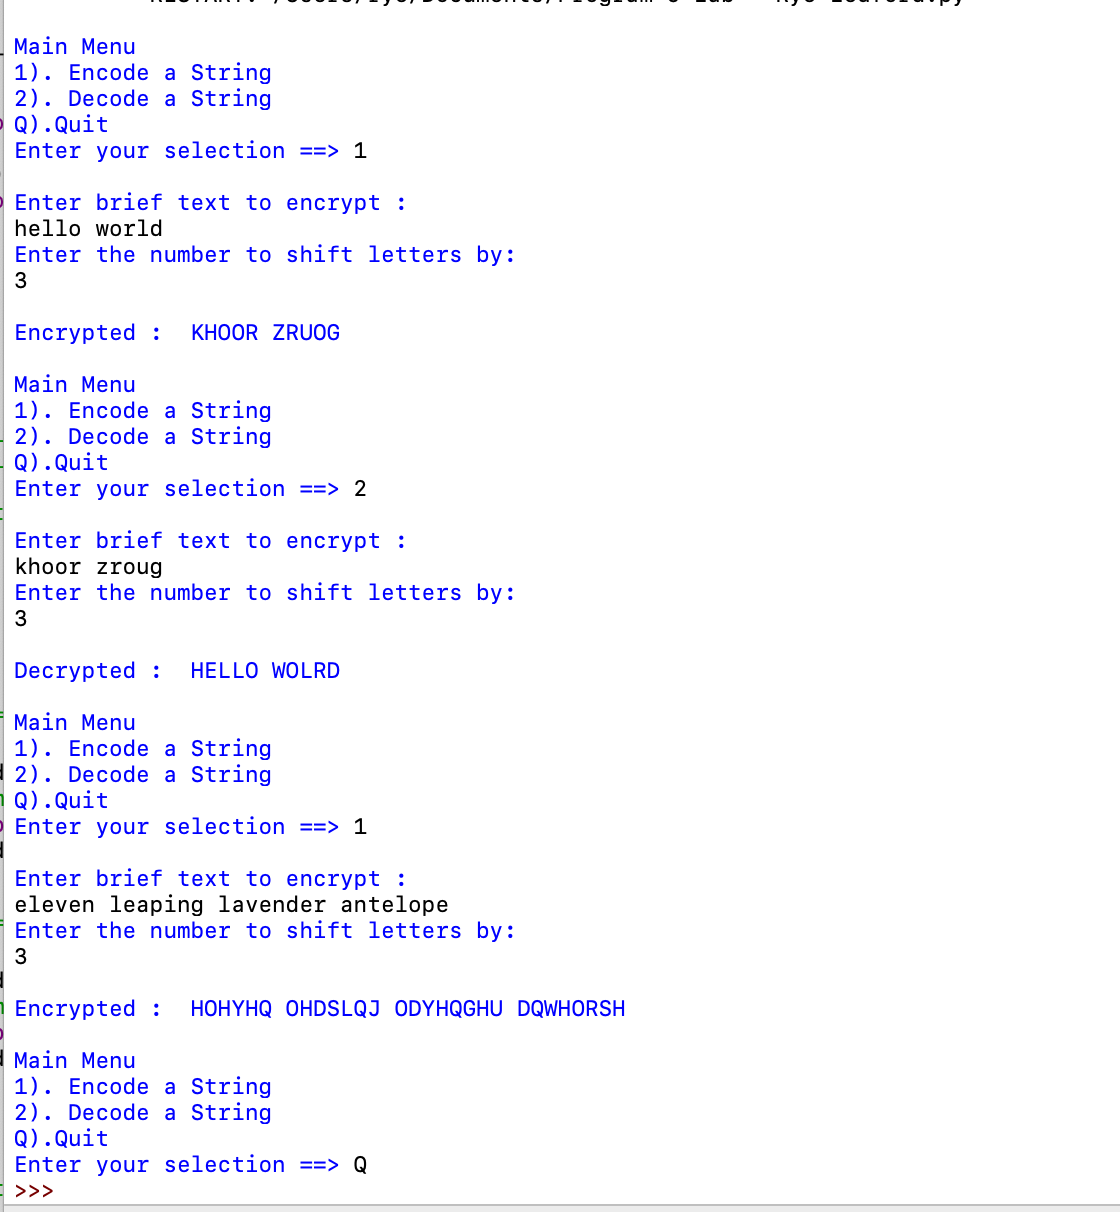 Main Menu
1). Encode a String
2). Decode a String
Q).Quit
Enter your selection ==> 1
Enter brief text to encrypt :
hello world
Enter the number to shift letters by:
3
Encrypted :  KHOOR ZRUOG
Main Menu
1). Encode a String
2). Decode a String
Q).Quit
Enter your selection ==> 2
Enter brief text to encrypt :
khoor zroug
Enter the number to shift letters by:
3
Decrypted :  HELLO WOLRD
Main Menu
1). Encode a String
2). Decode a String
Q).Quit
Enter your selection ==> 1
Enter brief text to encrypt :
eleven leaping lavender antelope
Enter the number to shift letters by:
3
Encrypted :  HOHYHQ OHDSLQJ ODYHQGHU DQWHORSH
Main Menu
1). Encode a String
2). Decode a String
Q).Quit
Enter your selection ==> Q
>>>